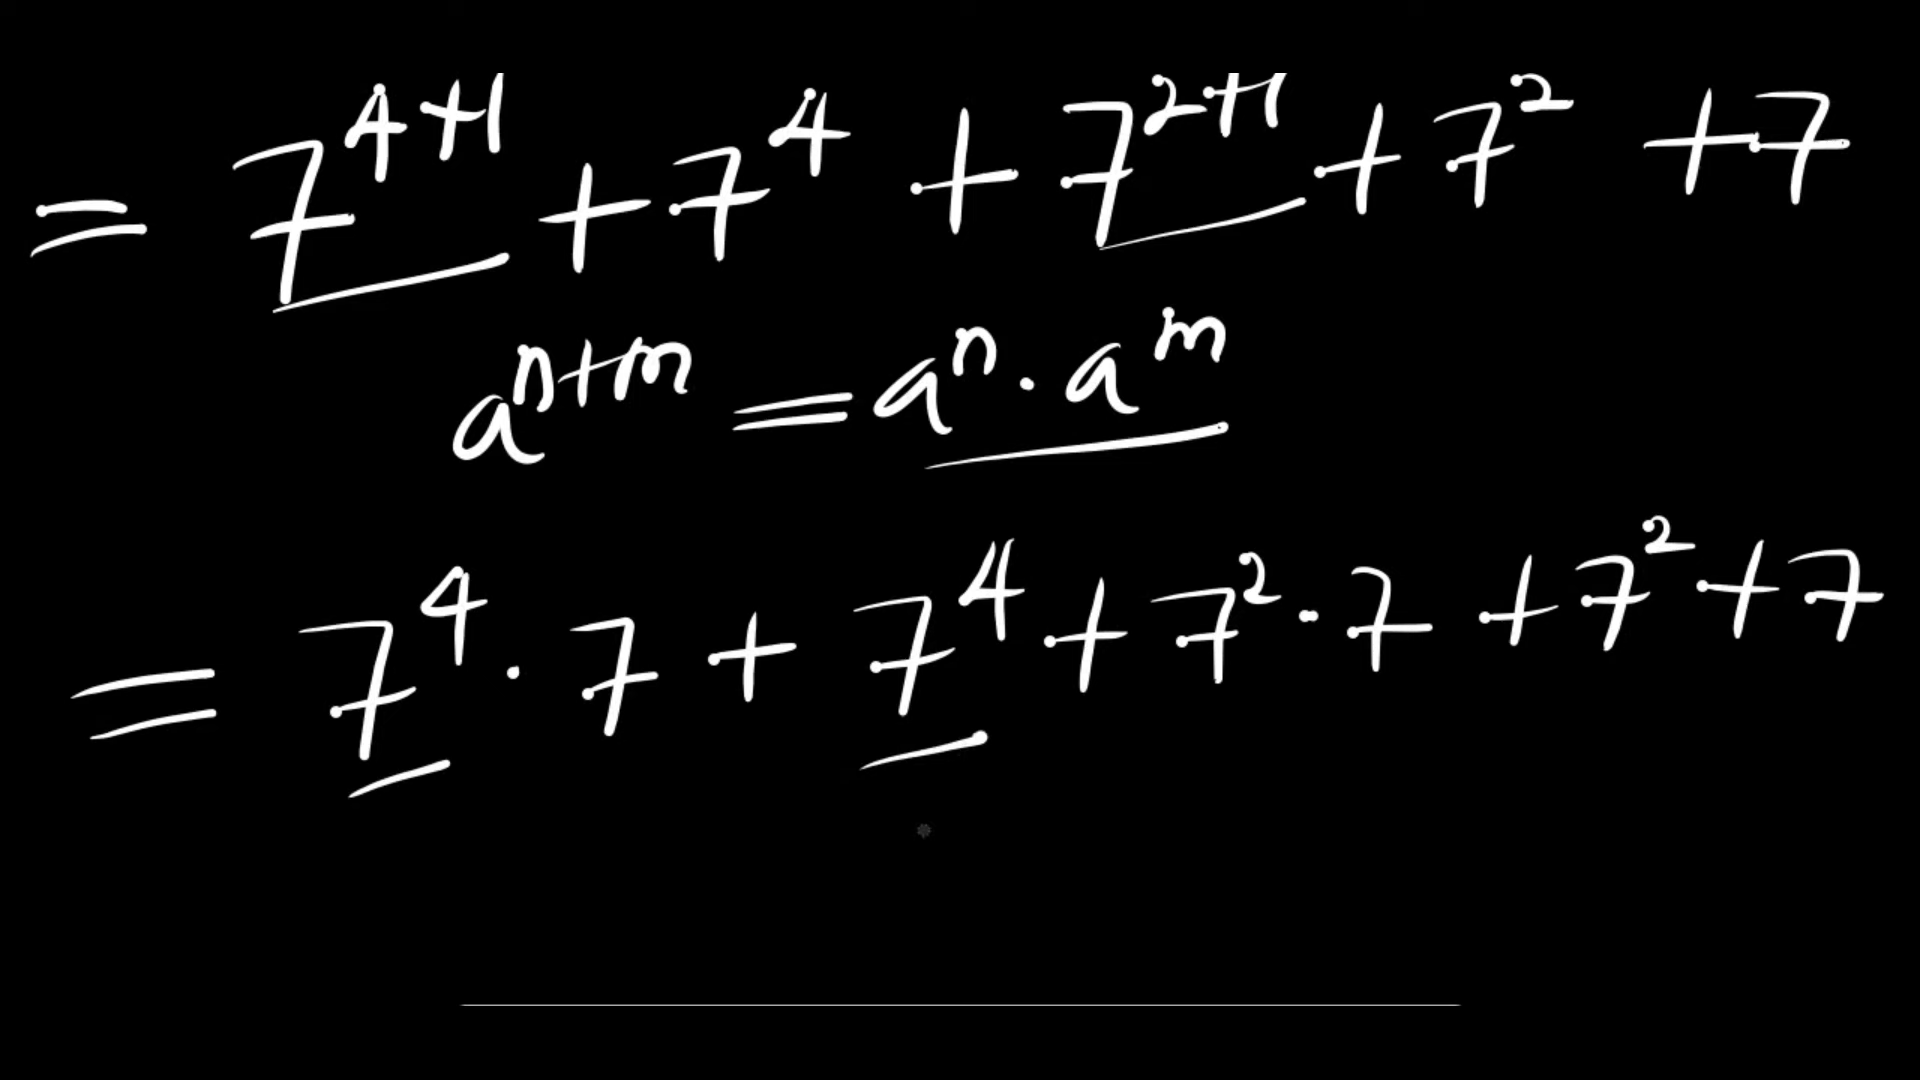 = 7^{4+1} + 7^4 + 7^{2+1} + 7^2 + 7
a^{n+m} = a^n · a^m
= 7^4 · 7 + 7^4 + 7^2 · 7 + 7^2 + 7